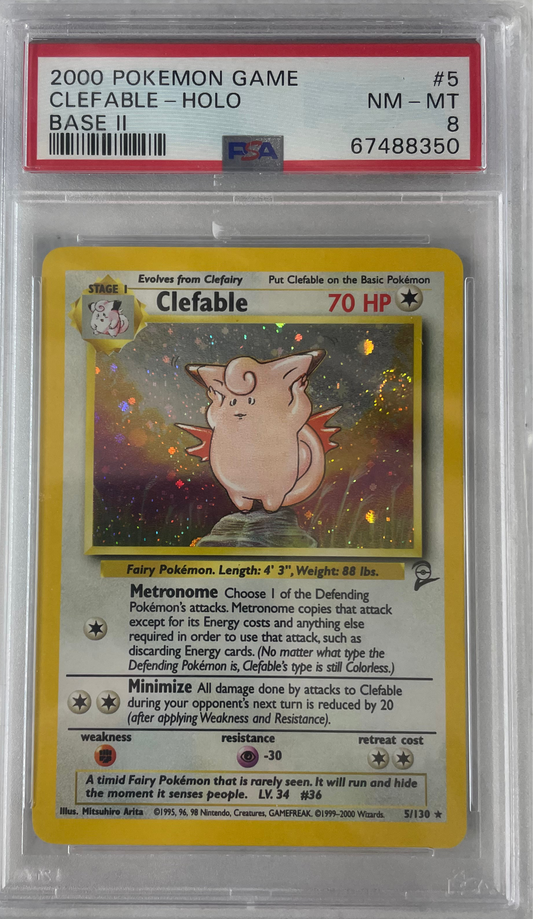 2000 POKEMON GAME #5
CLEFABLE - HOLO NM - MT
BASE II 8
PSA 67488350
Evolves from Clefairy Put Clefable on the Basic Pokémon
STAGE 1
Clefable 70 HP
Fairy Pokémon. Length: 4' 3", Weight: 88 lbs.
Metronome Choose 1 of the Defending
Pokémon's attacks. Metronome copies that attack
except for its Energy costs and anything else
required in order to use that attack, such as
discarding Energy cards. (No matter what type the
Defending Pokémon is, Clefable's type is still Colorless.)
Minimize All damage done by attacks to Clefable
during your opponent's next turn is reduced by 20
(after applying Weakness and Resistance).
weakness resistance retreat cost
-30
A timid Fairy Pokémon that is rarely seen. It will run and hide
the moment it senses people. LV. 34 #36
Illus. Mitsuhiro Arita ©1995, 96, 98 Nintendo, Creatures, GAMEFREAK. ©1999-2000 Wizards. 5/130 ★